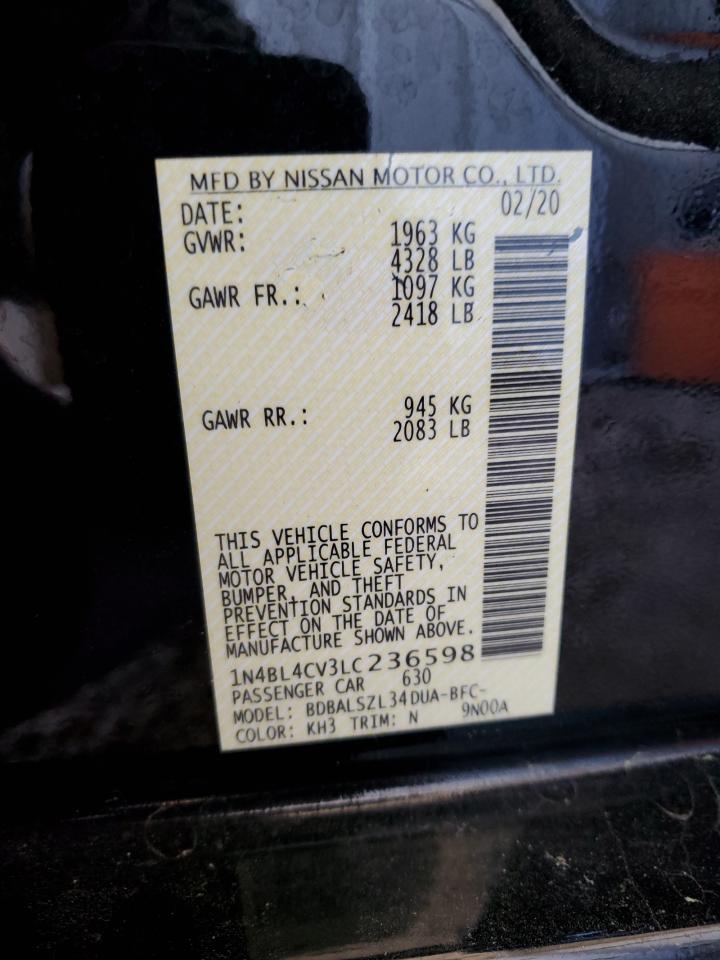 MFD BY NISSAN MOTOR CO., LTD.
DATE: 02/20
GVWR: 1963 KG
4328 LB
GAWR FR.: 1097 KG
2418 LB
GAWR RR.: 945 KG
2083 LB
THIS VEHICLE CONFORMS TO
ALL APPLICABLE FEDERAL
MOTOR VEHICLE SAFETY,
BUMPER, AND THEFT
PREVENTION STANDARDS IN
EFFECT ON THE DATE OF
MANUFACTURE SHOWN ABOVE.
1N4BL4CV3LC236598
PASSENGER CAR 630
MODEL: BDBALSZL34DUA-BFC-
9N00A
COLOR: KH3 TRIM: N